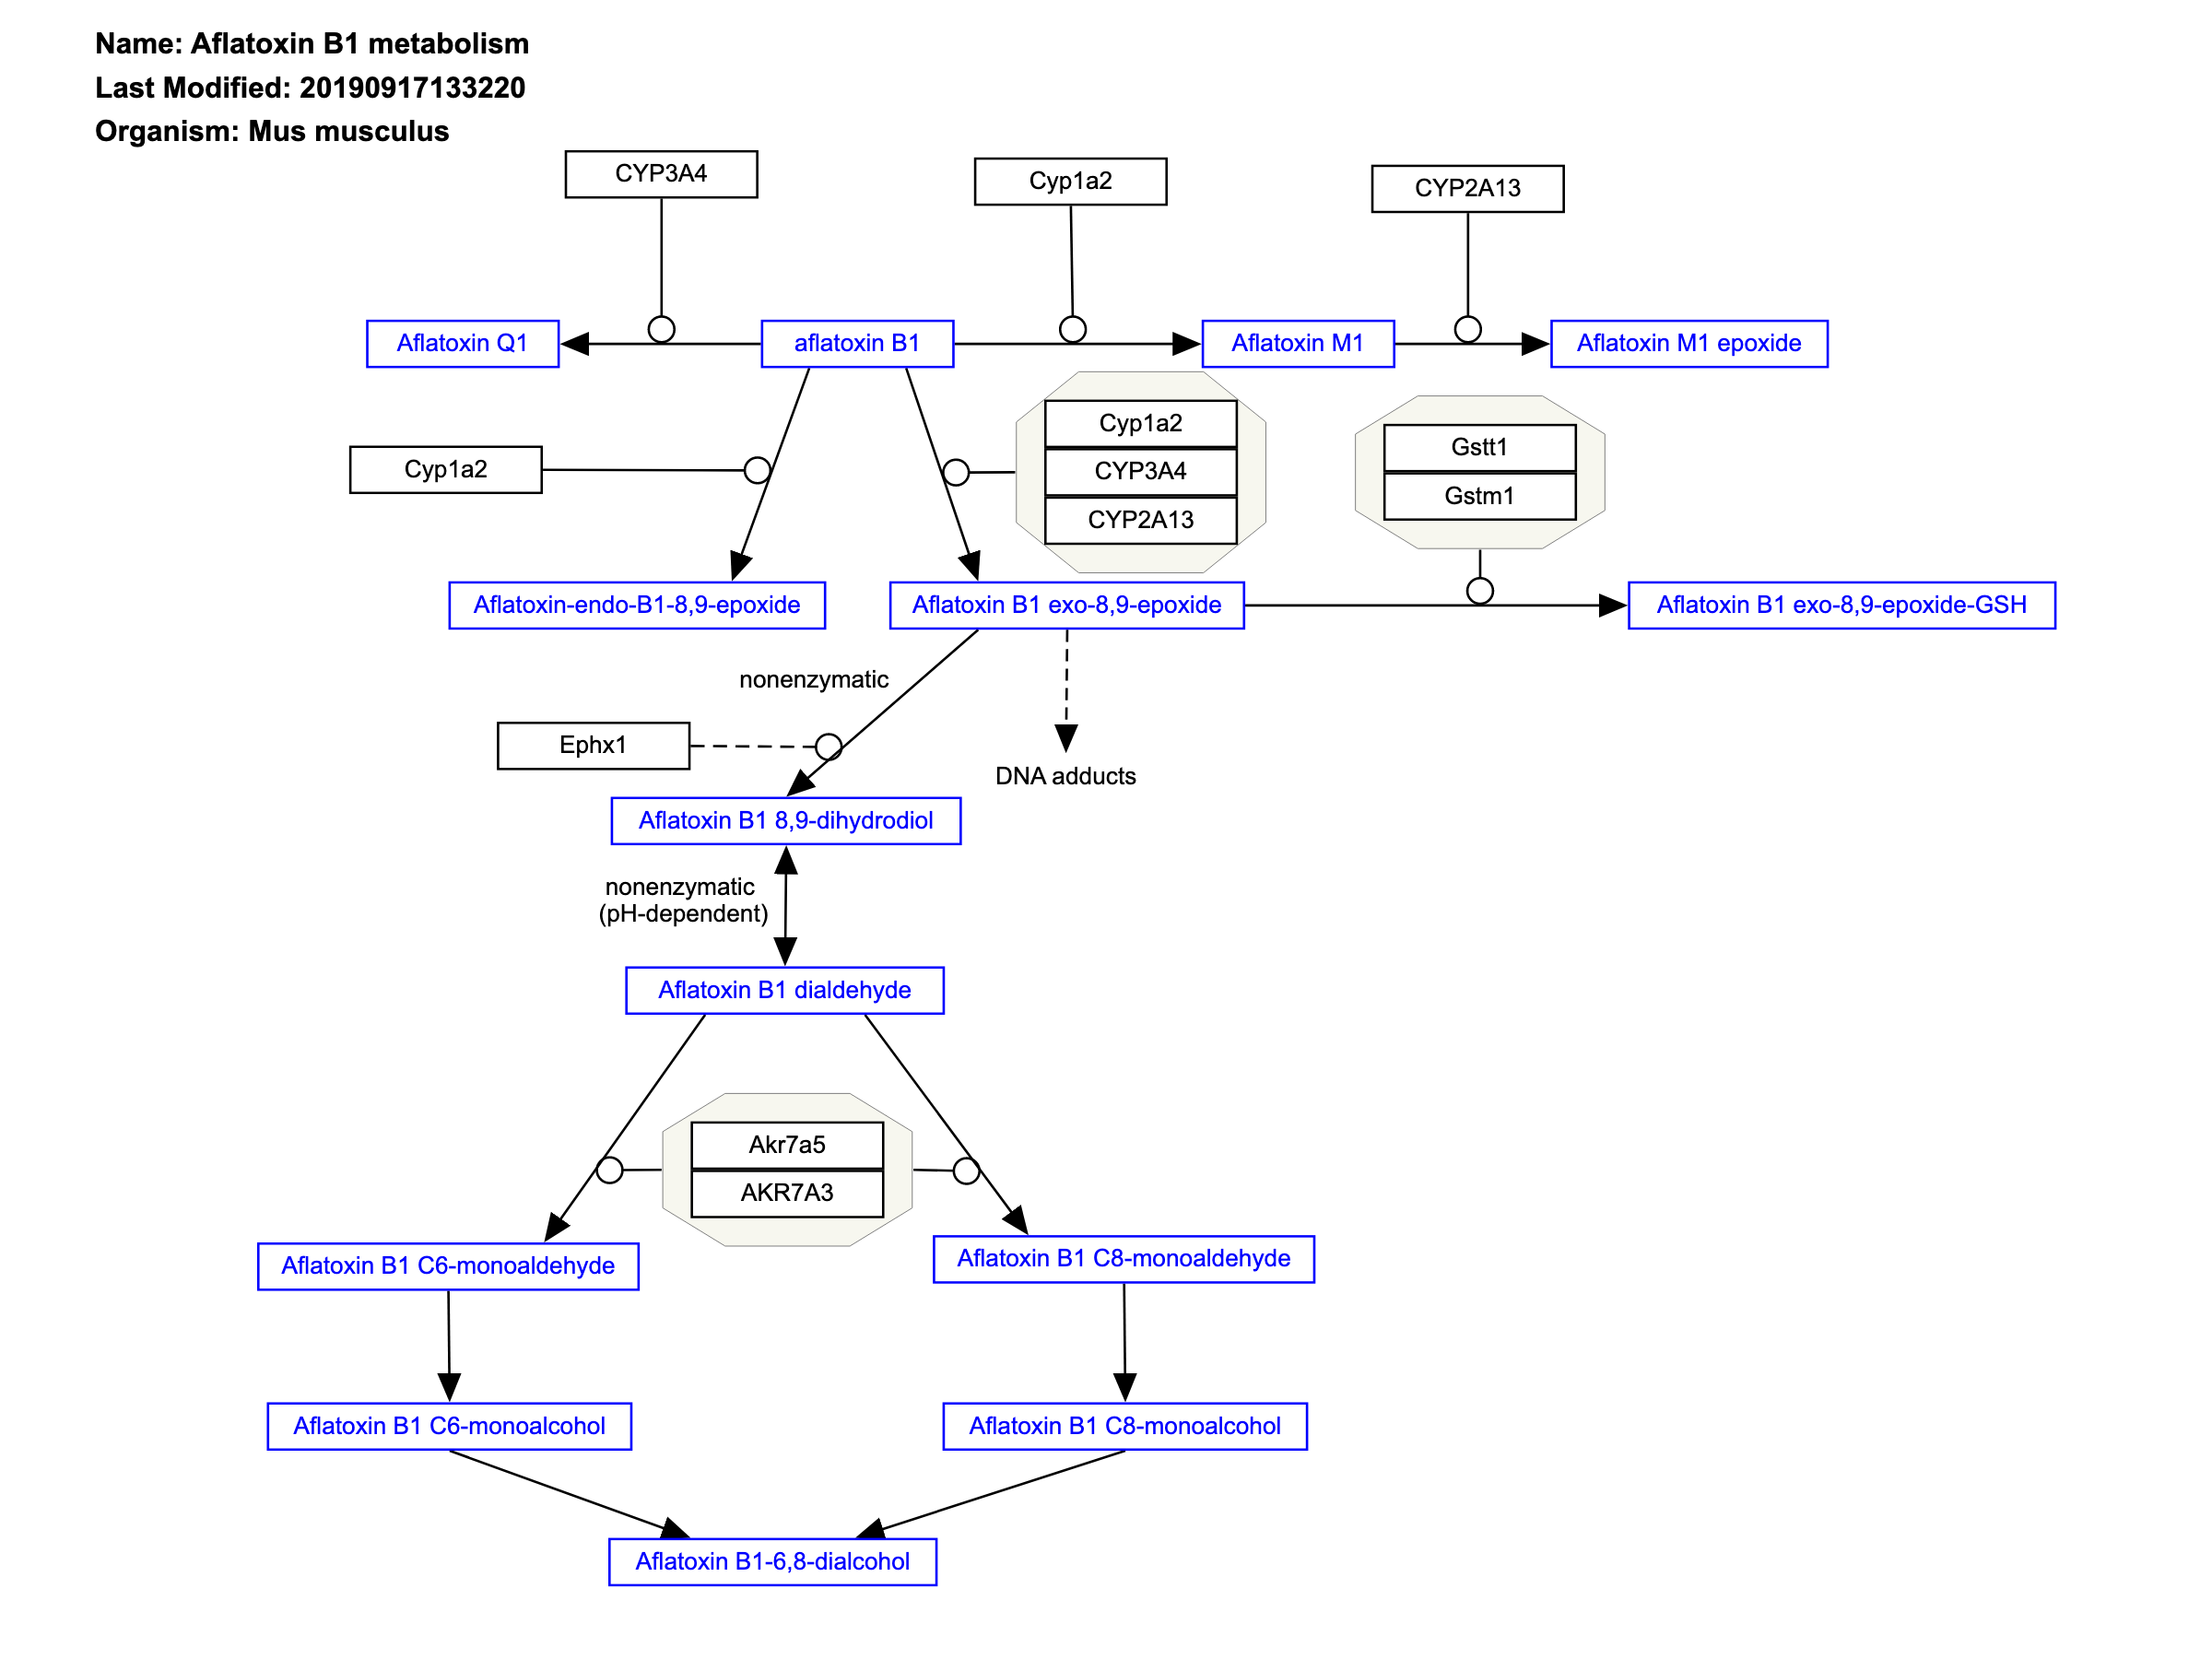 Name: Aflatoxin B1 metabolism
Last Modified: 20190917133220
Organism: Mus musculus
CYP3A4
Cyp1a2
CYP2A13
Aflatoxin Q1
aflatoxin B1
Aflatoxin M1
Aflatoxin M1 epoxide
Cyp1a2
Cyp1a2
CYP3A4
CYP2A13
Gstt1
Gstm1
Aflatoxin-endo-B1-8,9-epoxide
Aflatoxin B1 exo-8,9-epoxide
Aflatoxin B1 exo-8,9-epoxide-GSH
nonenzymatic
Ephx1
DNA adducts
Aflatoxin B1 8,9-dihydrodiol
nonenzymatic
(pH-dependent)
Aflatoxin B1 dialdehyde
Akr7a5
AKR7A3
Aflatoxin B1 C6-monoaldehyde
Aflatoxin B1 C8-monoaldehyde
Aflatoxin B1 C6-monoalcohol
Aflatoxin B1 C8-monoalcohol
Aflatoxin B1-6,8-dialcohol